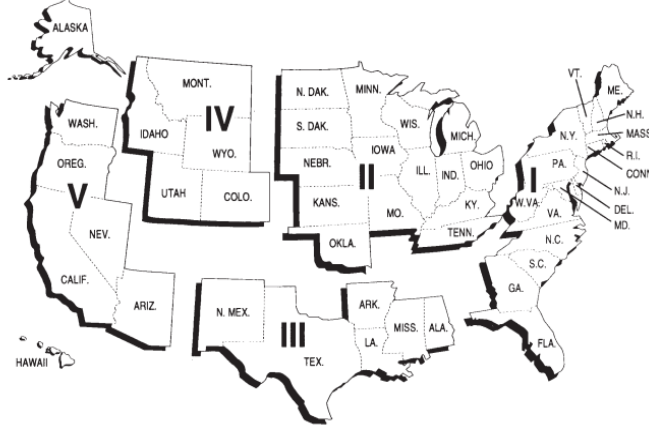 ALASKA
WASH.
OREG.
V
NEV.
CALIF.
ARIZ.
HAWAII
MONT.
IV
IDAHO
WYO.
UTAH
COLO.
N. DAK.
MINN.
S. DAK.
WIS.
MICH.
NEBR.
IOWA
II
ILL.
IND.
OHIO
KANS.
MO.
KY.
OKLA.
TENN.
N. MEX.
III
TEX.
ARK.
LA.
MISS.
ALA.
VT.
ME.
N.H.
MASS
N.Y.
R.I.
CONN
PA.
I
N.J.
W.VA.
DEL.
VA.
MD.
N.C.
S.C.
GA.
FLA.